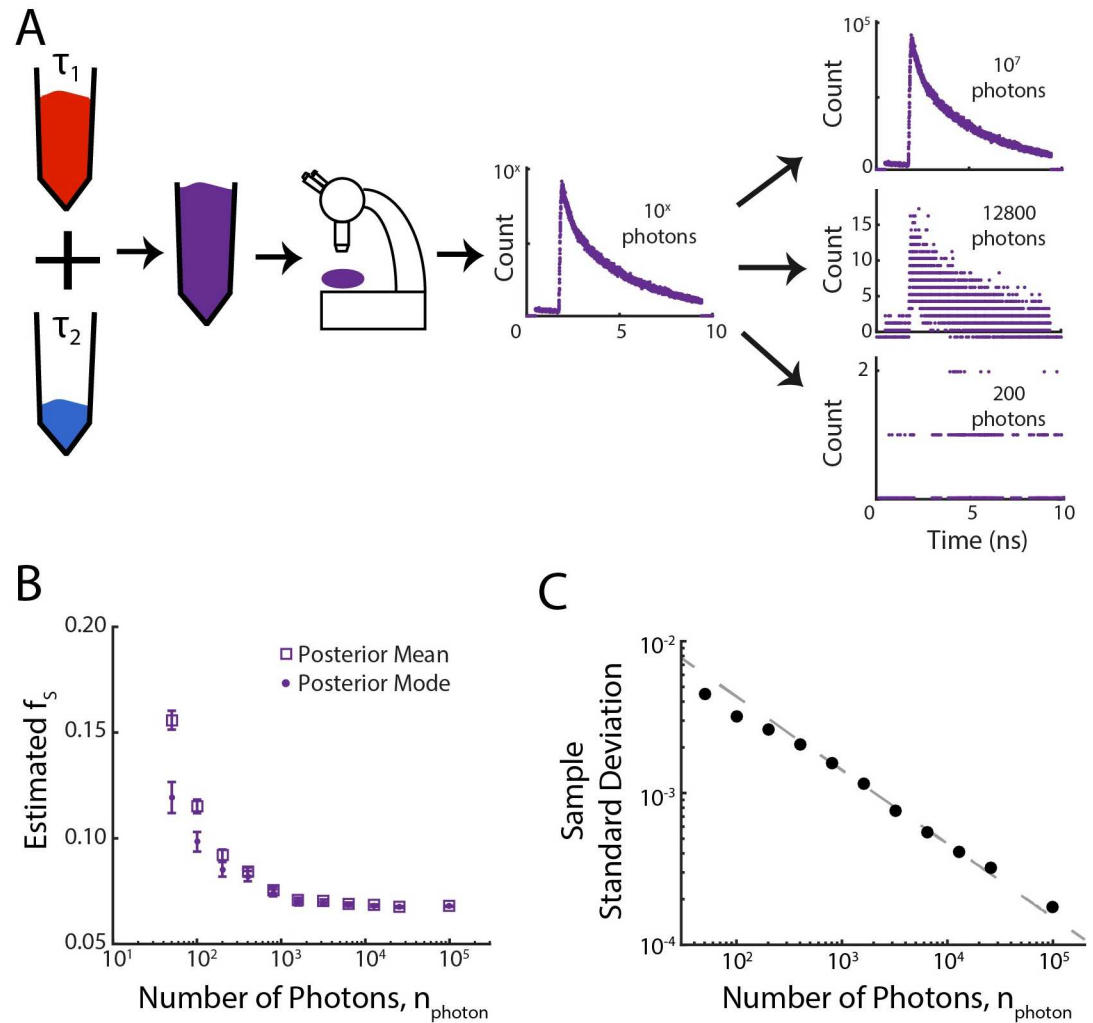 A
τ1
τ2
10^x
Count
10^x
photons
0
0
5
10
10^5
Count
0
10^7
photons
15
10
5
0
Count
12800
photons
2
Count
200
photons
0
5
10
Time (ns)
B
0.20
0.15
0.10
0.05
Estimated fs
Posterior Mean
Posterior Mode
10^1
10^2
10^3
10^4
10^5
Number of Photons, nphoton
C
10^-2
10^-3
10^-4
Sample
Standard Deviation
10^2
10^3
10^4
10^5
Number of Photons, nphoton